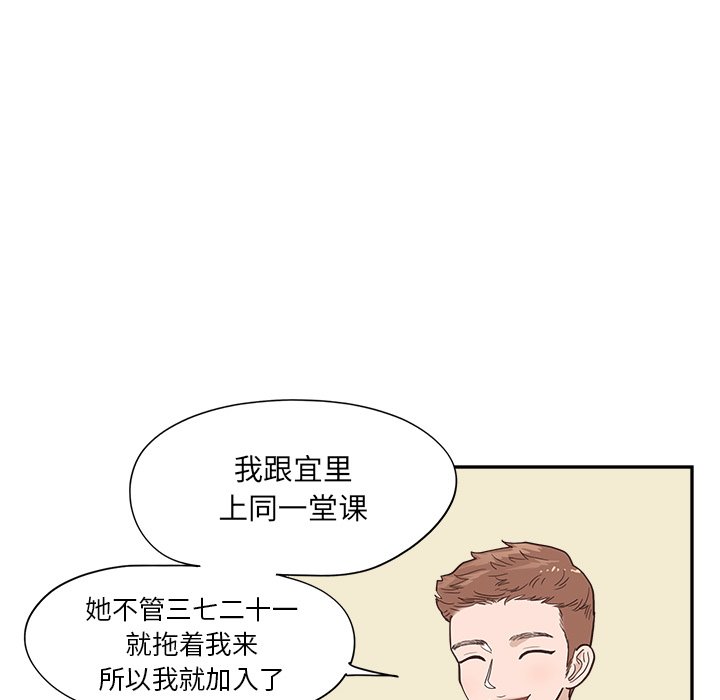 我跟宜里
上同一堂课
她不管三七二十一
就拖着我来
所以我就加入了